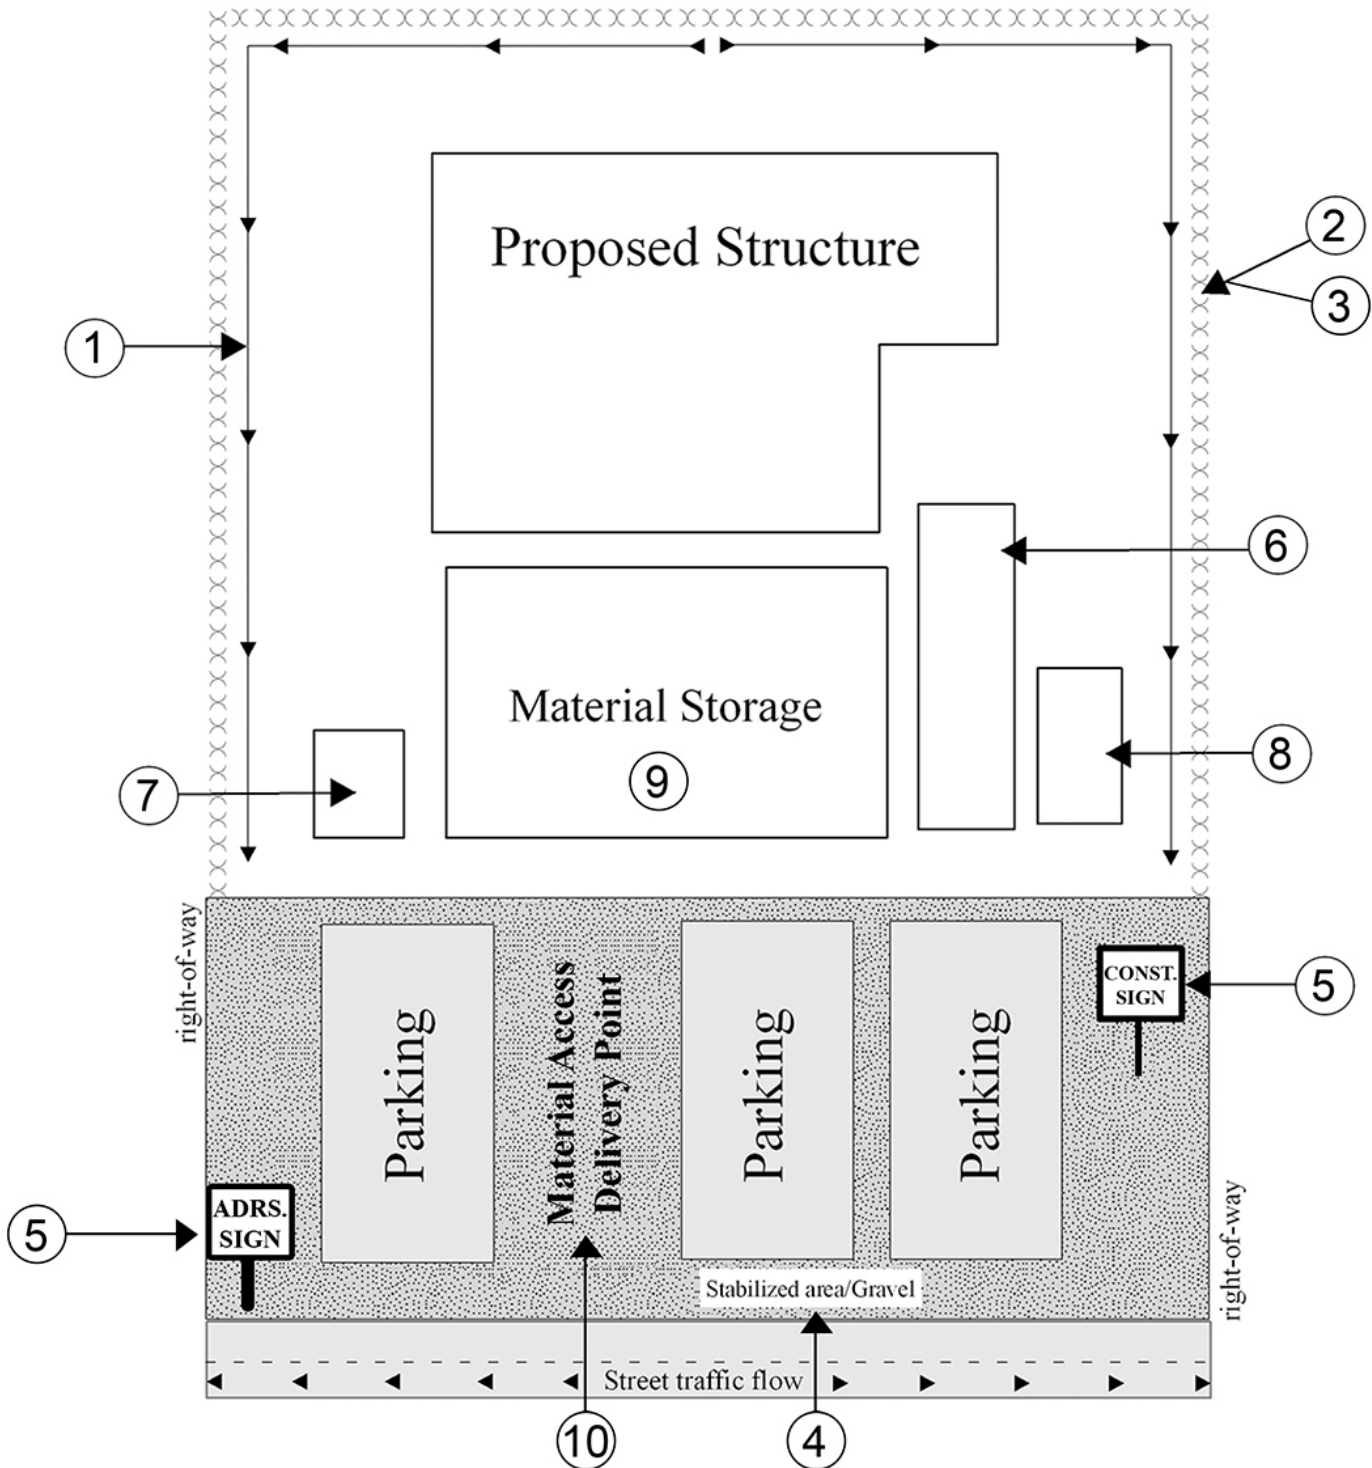 Proposed Structure
2
3
1
6
Material Storage
9
8
7
right-of-way
Parking
Material Access
Delivery Point
Parking
Parking
CONST.
SIGN
5
ADRS.
SIGN
5
right-of-way
Stabilized area/Gravel
Street traffic flow
10
4